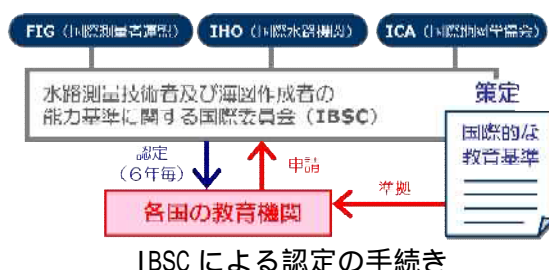 FIG（国際測量者連盟） IHO（国際水路機関） ICA（国際地図学協会）
水路測量技術者及び海図作成者の
能力基準に関する国際委員会（IBSC）
策定
国際的な
教育基準
認定
（６年毎）
申請
準拠
各国の教育機関
IBSCによる認定の手続き